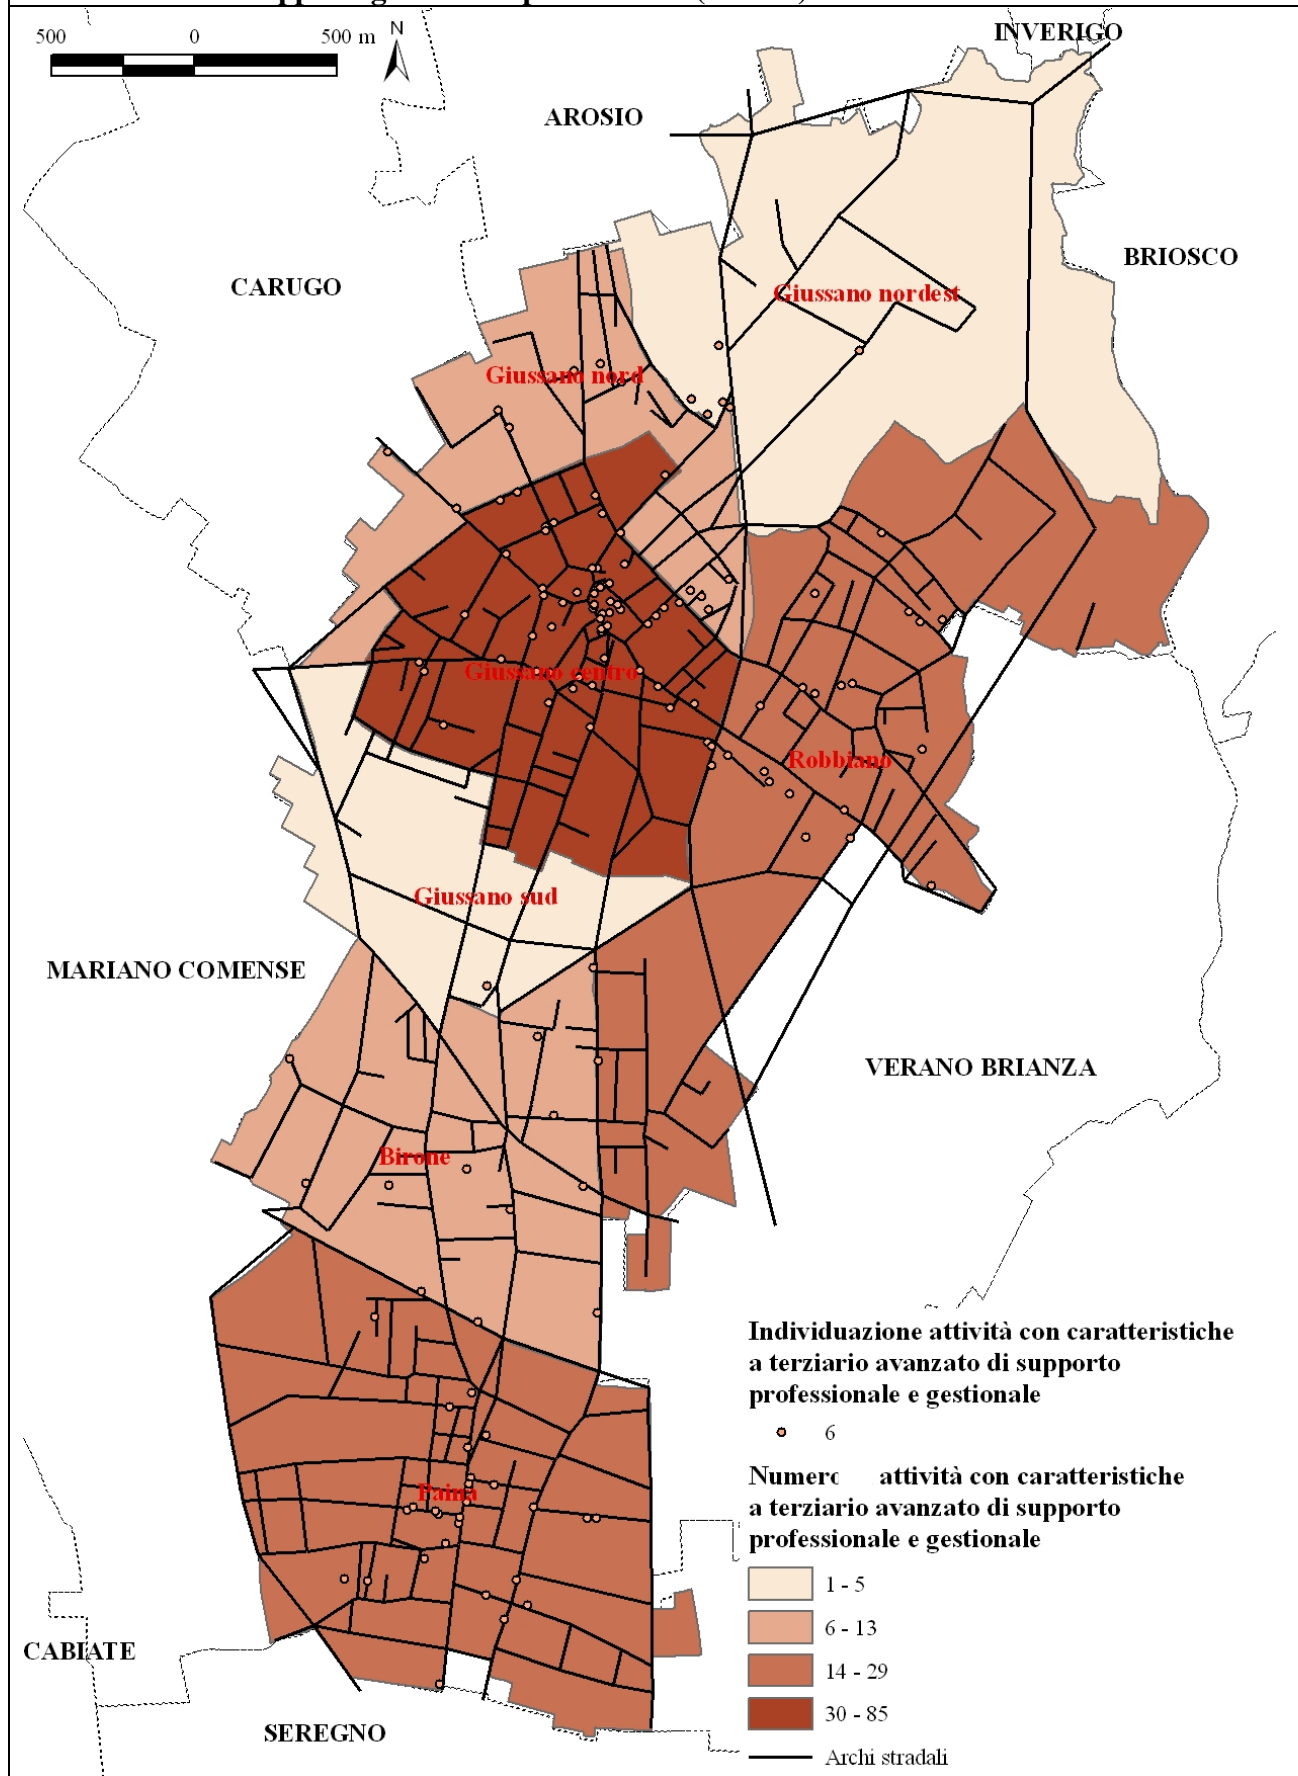 500 0 500 m N
INVERIGO
AROSIO
BRIOSCO
CARUGO
Giussano nordest
Giussano nord
Giussano centro
Robbiano
Giussano sud
MARIANO COMENSE
VERANO BRIANZA
Birone
Individuazione attività con caratteristiche
a terziario avanzato di supporto
professionale e gestionale
6
Numero attività con caratteristiche
a terziario avanzato di supporto
professionale e gestionale
Paina
1 - 5
6 - 13
14 - 29
30 - 85
Archi stradali
CABIATE
SEREGNO